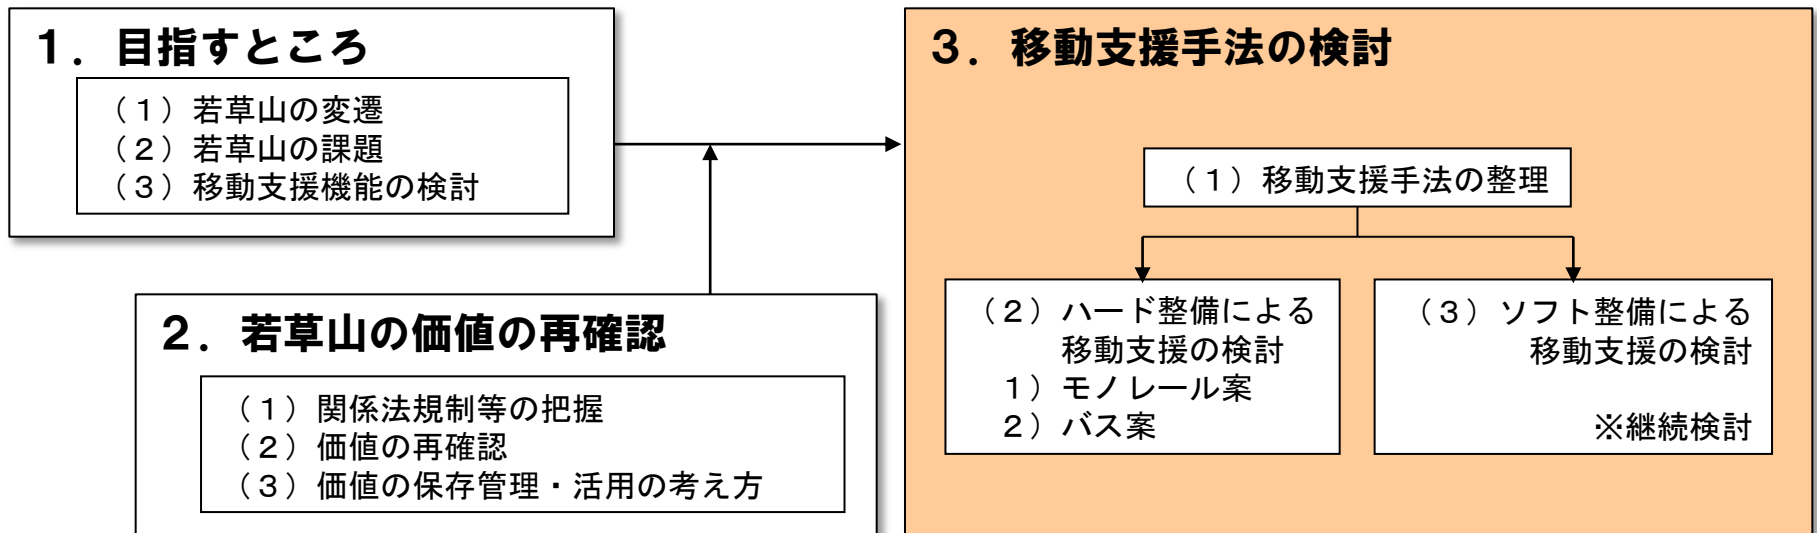 １．目指すところ
（１）若草山の変遷
（２）若草山の課題
（３）移動支援機能の検討
２．若草山の価値の再確認
（１）関係法規制等の把握
（２）価値の再確認
（３）価値の保存管理・活用の考え方
３．移動支援手法の検討
（１）移動支援手法の整理
（２）ハード整備による
移動支援の検討
１）モノレール案
２）バス案
（３）ソフト整備による
移動支援の検討
※継続検討